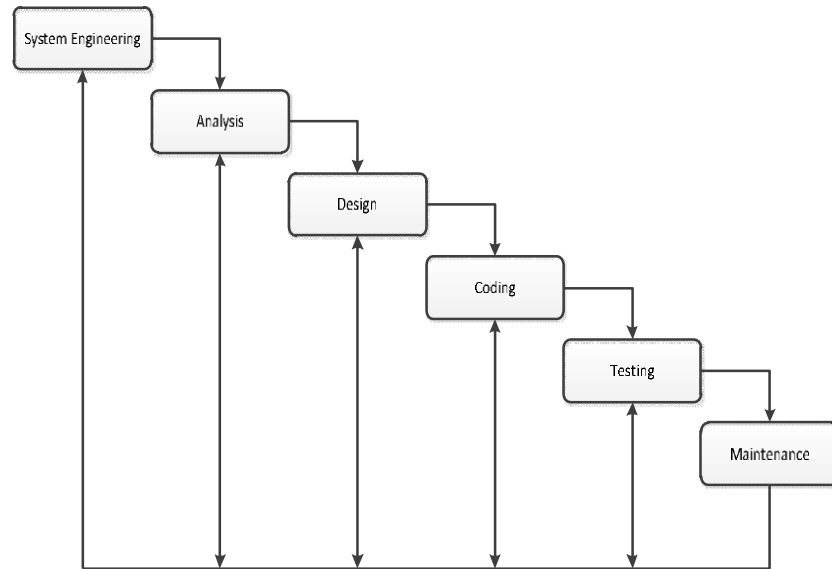 System Engineering
Analysis
Design
Coding
Testing
Maintenance